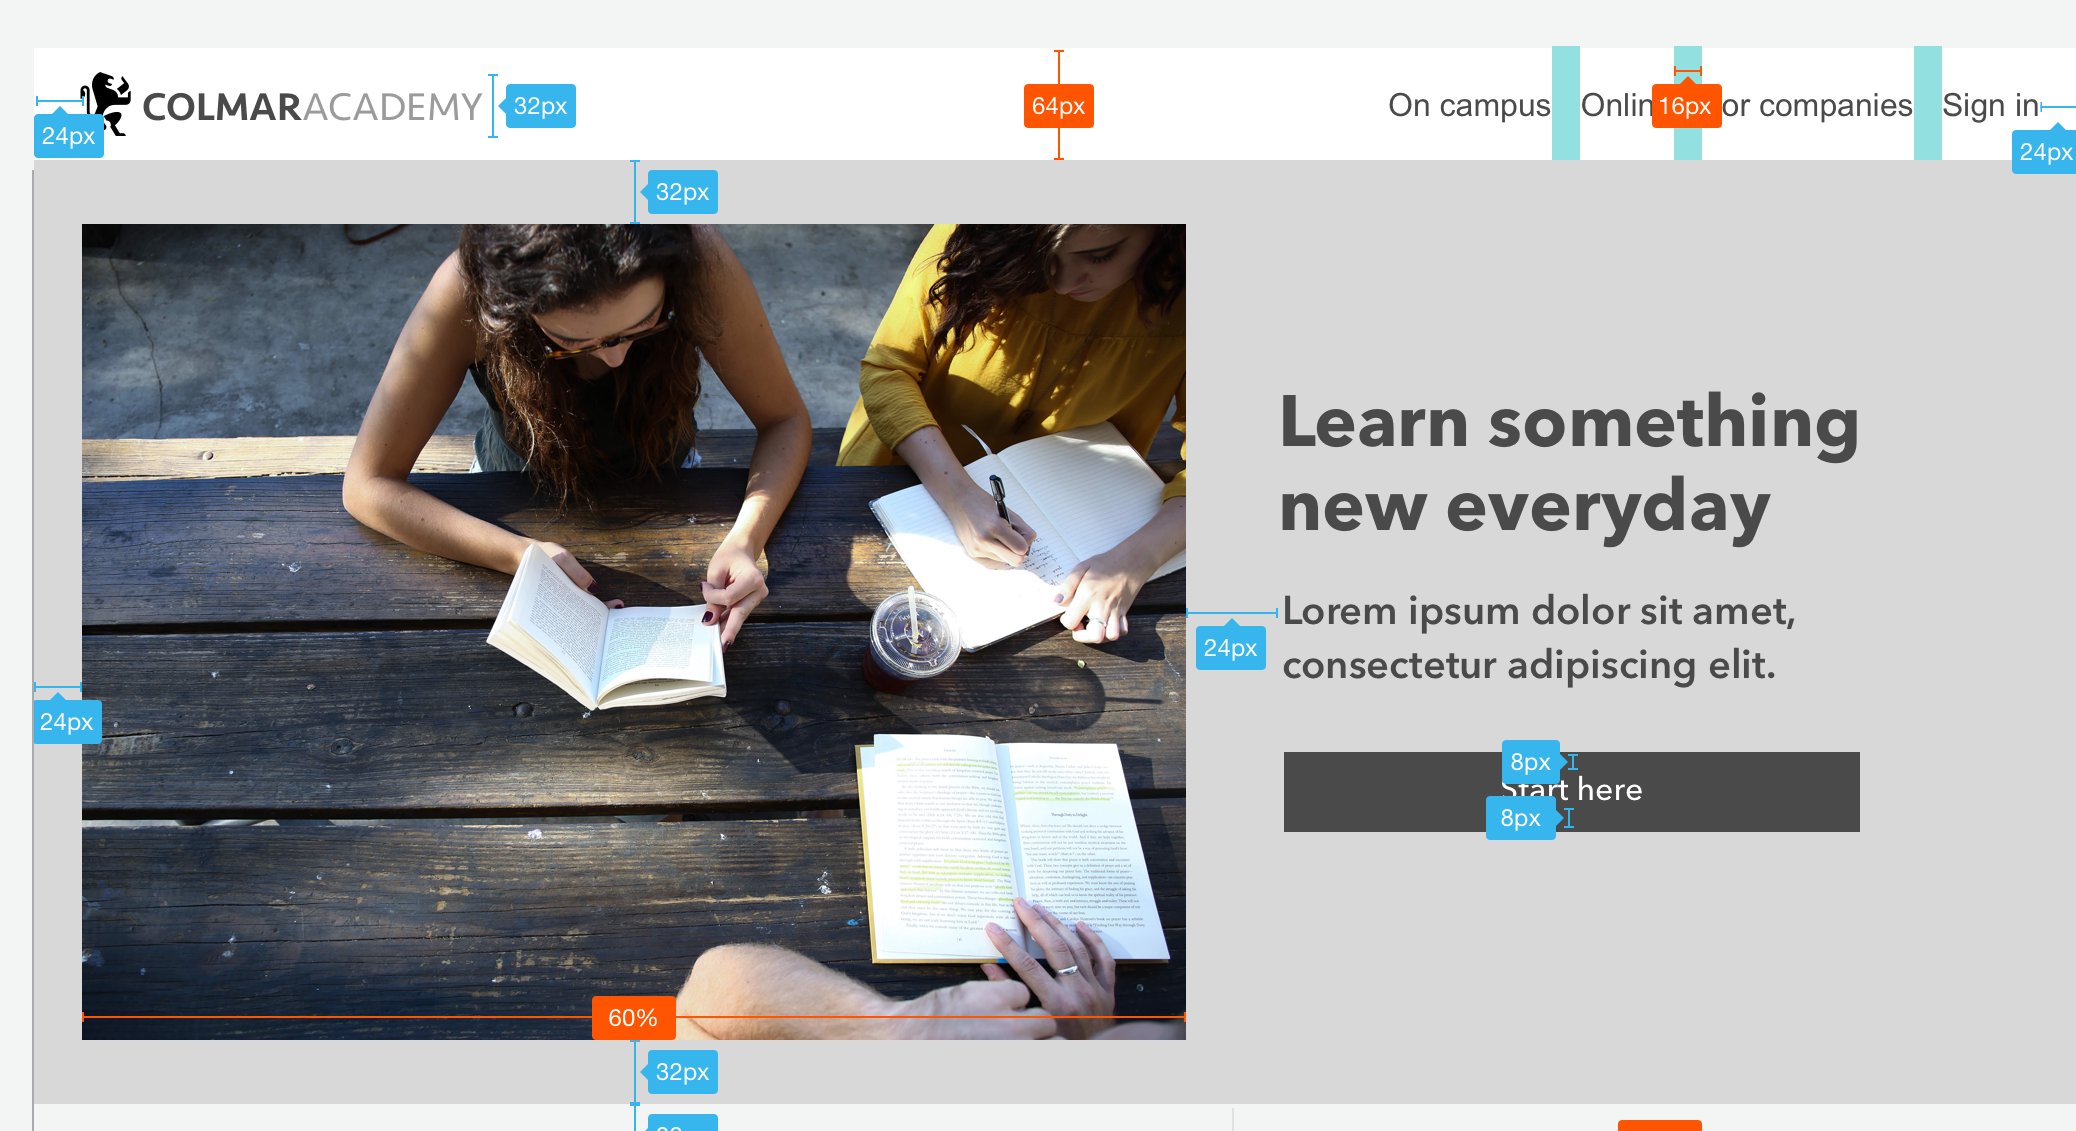 COLMARACADEMY
32px
64px
On campus
Onlin
16px
or companies
Sign in
24px
24px
32px
Learn something
new everyday
Lorem ipsum dolor sit amet,
consectetur adipiscing elit.
24px
24px
8px
Start here
8px
60%
32px